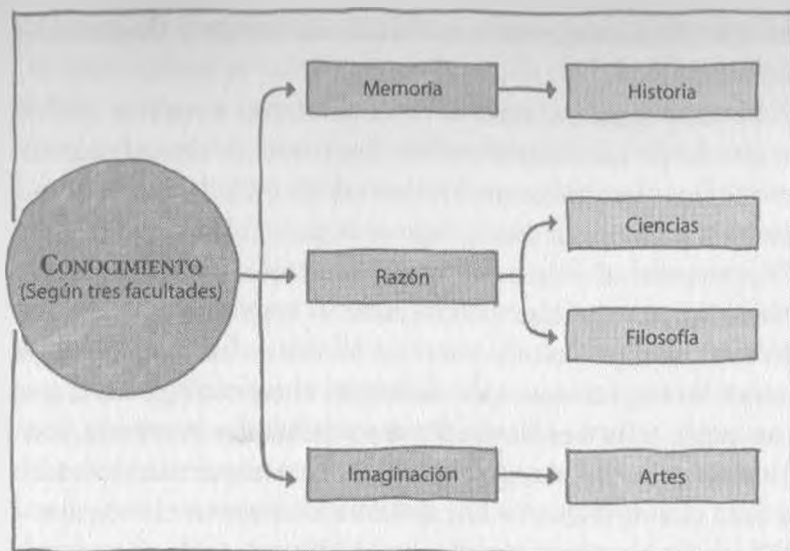 Memoria
Historia
CONOCIMIENTO
(Según tres facultades)
Razón
Ciencias
Filosofía
Imaginación
Artes